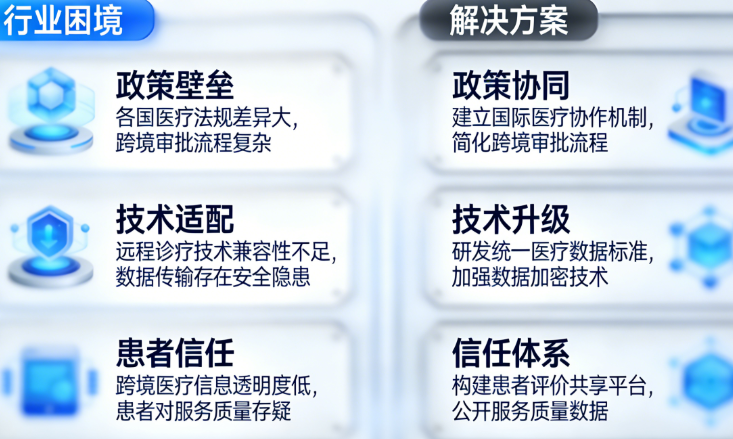 行业困境
政策壁垒
各国医疗法规差异大，
跨境审批流程复杂
技术适配
远程诊疗技术兼容性不足，
数据传输存在安全隐患
患者信任
跨境医疗信息透明度低，
患者对服务质量存疑
解决方案
政策协同
建立国际医疗协作机制，
简化跨境审批流程
技术升级
研发统一医疗数据标准，
加强数据加密技术
信任体系
构建患者评价共享平台，
公开服务质量数据